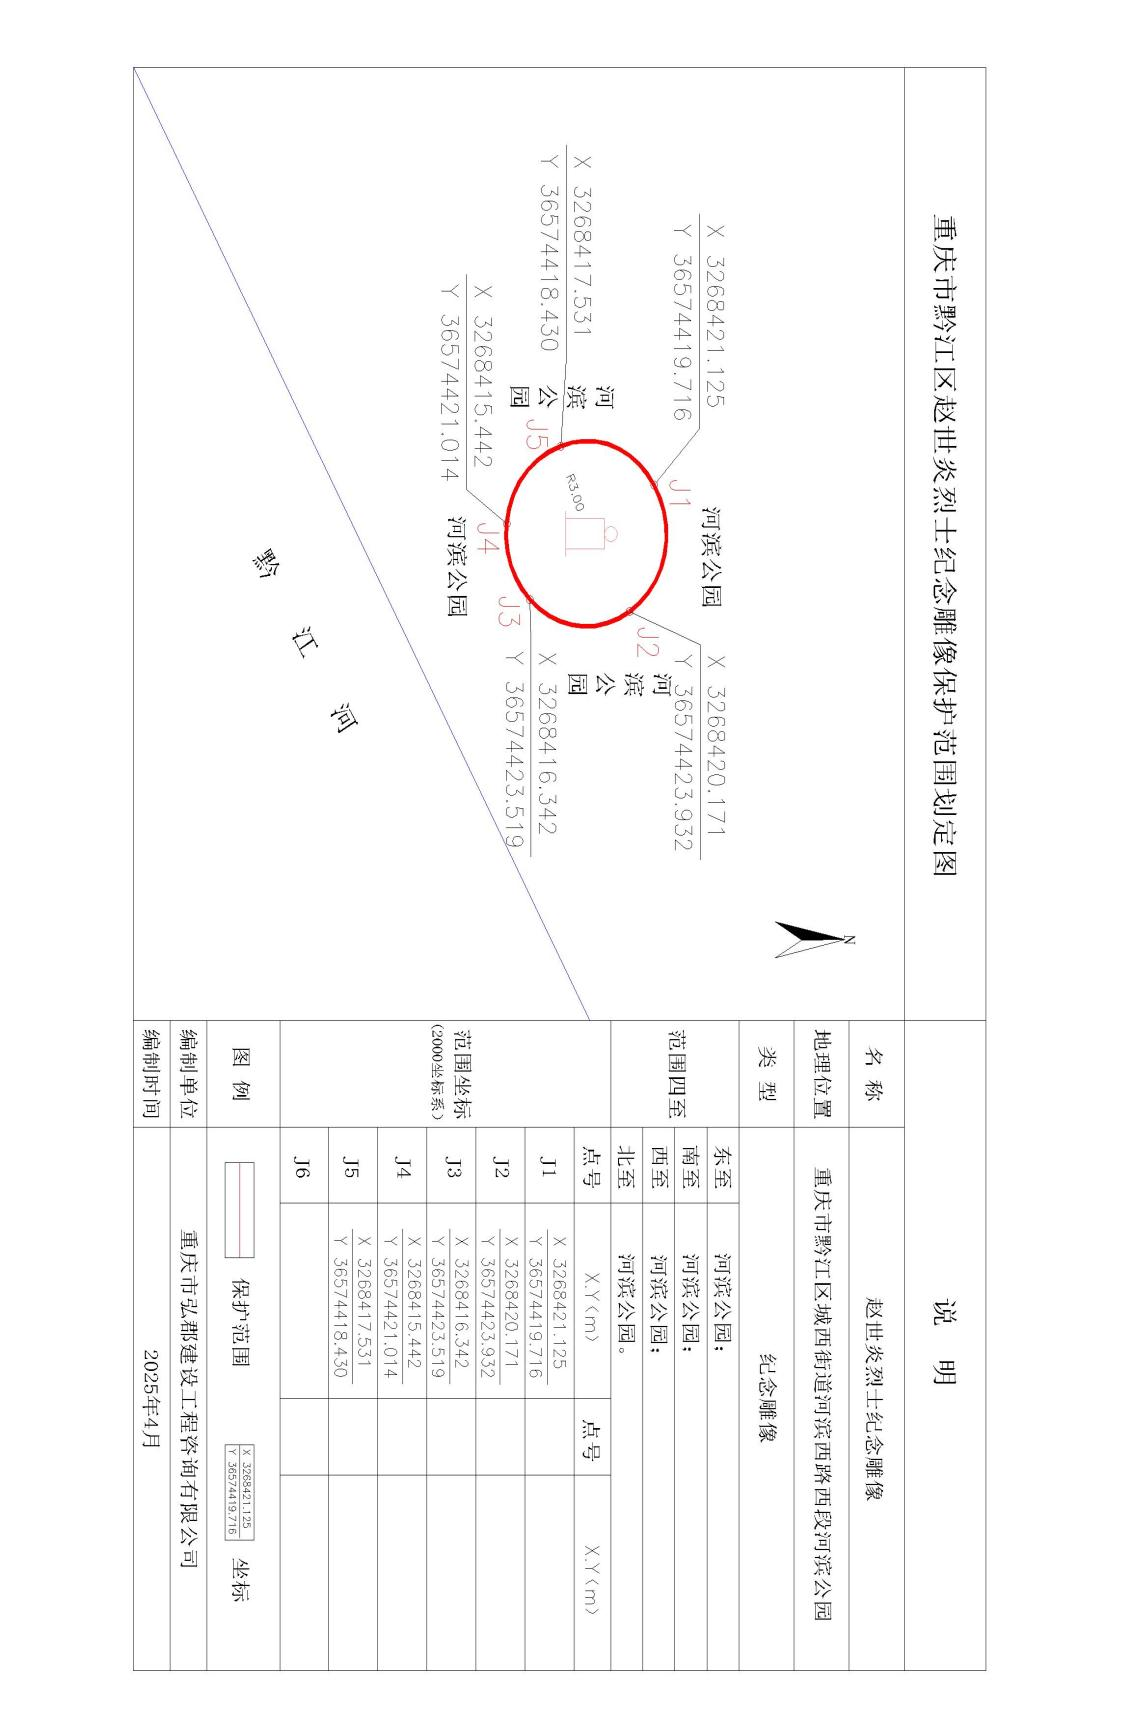 重庆市黔江区赵世炎烈士纪念雕像保护范围划定图
X 3268421.125
Y 36574419.716
X 3268417.531
Y 36574418.430
X 3268415.442
Y 36574421.014
X 3268420.171
Y 36574423.932
X 3268416.342
Y 36574423.519
J1
J2
J3
J4
J5
R3.00
河滨公园
河滨公园
河滨公园
河滨公园
黔江河
N
说 明
名 称 赵世炎烈士纪念雕像
地理位置 重庆市黔江区城西街道河滨西路西段河滨公园
类 型 纪念雕像
范围四至
东至 河滨公园;
南至 河滨公园;
西至 河滨公园;
北至 河滨公园。
范围坐标
(2000坐标系)
点号 X.Y(m) 点号 X.Y(m)
J1 X 3268421.125
Y 36574419.716
J2 X 3268420.171
Y 36574423.932
J3 X 3268416.342
Y 36574423.519
J4 X 3268415.442
Y 36574421.014
J5 X 3268417.531
Y 36574418.430
J6
图 例 保护范围
X 3268421.125
Y 36574419.716
坐标
编制单位 重庆市弘郡建设工程咨询有限公司
编制时间 2025年4月